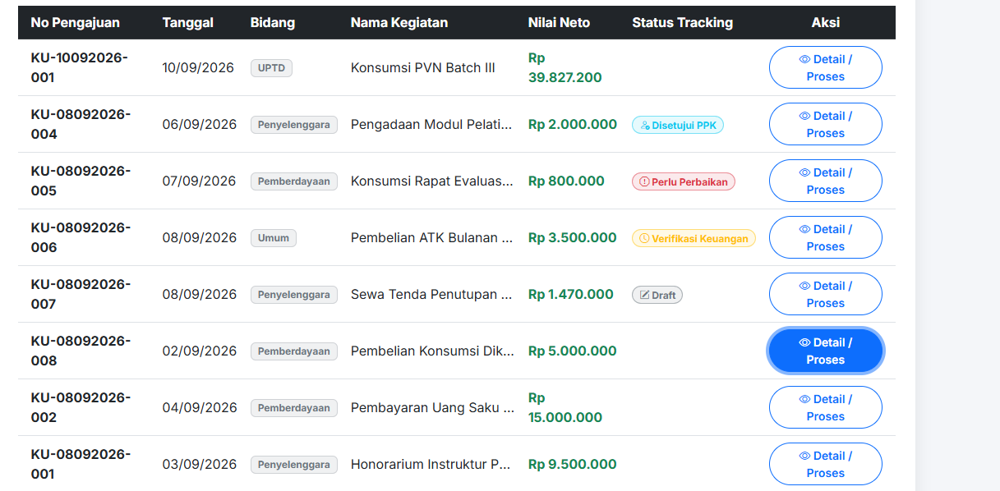 No Pengajuan Tanggal Bidang Nama Kegiatan Nilai Neto Status Tracking Aksi
KU-10092026-
001
10/09/2026 UPTD Konsumsi PVN Batch III
Rp
39.827.200
Detail /
Proses
KU-08092026-
004
06/09/2026 Penyelenggara Pengadaan Modul Pelati... Rp 2.000.000 Disetujui PPK
Detail /
Proses
KU-08092026-
005
07/09/2026 Pemberdayaan Konsumsi Rapat Evaluas... Rp 800.000 Perlu Perbaikan
Detail /
Proses
KU-08092026-
006
08/09/2026 Umum Pembelian ATK Bulanan ... Rp 3.500.000 Verifikasi Keuangan
Detail /
Proses
KU-08092026-
007
08/09/2026 Penyelenggara Sewa Tenda Penutupan ... Rp 1.470.000 Draft
Detail /
Proses
KU-08092026-
008
02/09/2026 Pemberdayaan Pembelian Konsumsi Dik... Rp 5.000.000
Detail /
Proses
KU-08092026-
002
04/09/2026 Pemberdayaan Pembayaran Uang Saku ...
Rp
15.000.000
Detail /
Proses
KU-08092026-
001
03/09/2026 Penyelenggara Honorarium Instruktur P... Rp 9.500.000
Detail /
Proses